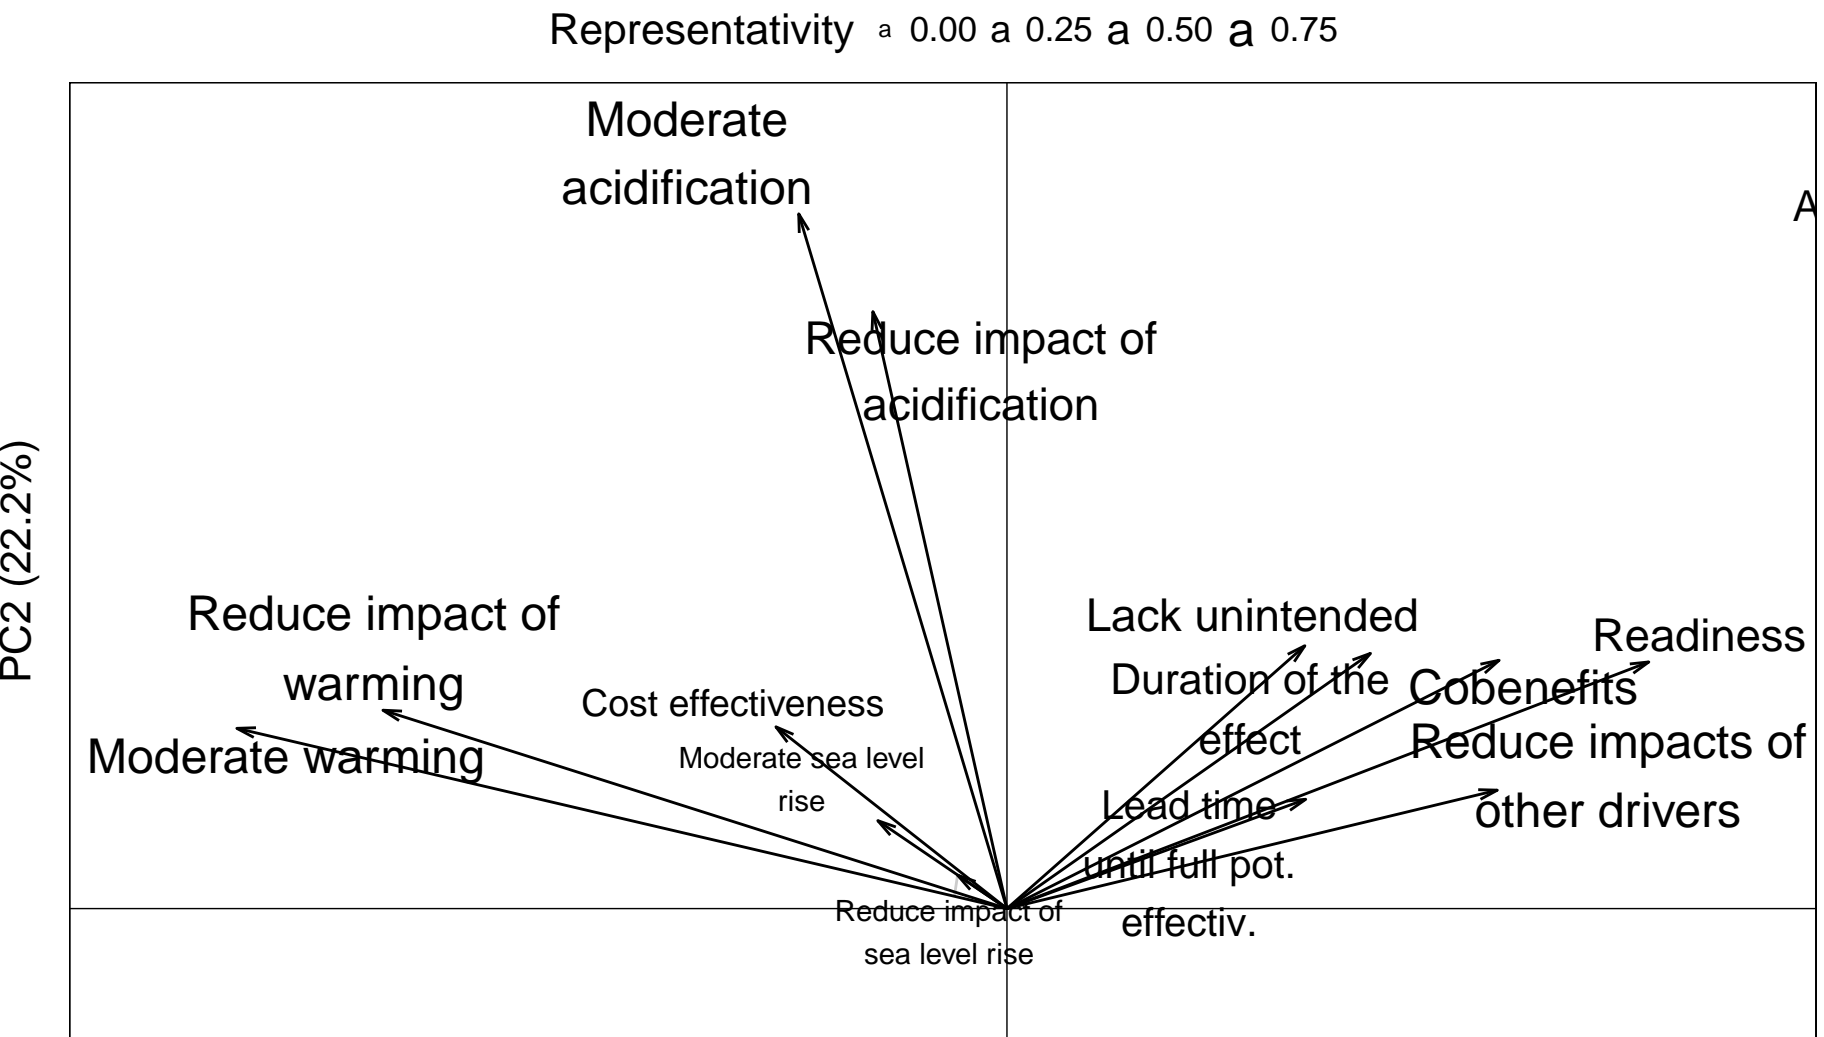 Representativity a 0.00 a 0.25 a 0.50 a 0.75
Moderate
acidification
A
Reduce impact of
acidification
PC2 (22.2%)
Reduce impact of
warming
Moderate warming
Cost effectiveness
Moderate sea level
rise
Reduce impact of
sea level rise
Lack unintended
Duration of the
effect
Readiness
Cobenefits
Reduce impacts of
other drivers
Lead time
until full pot.
effectiv.